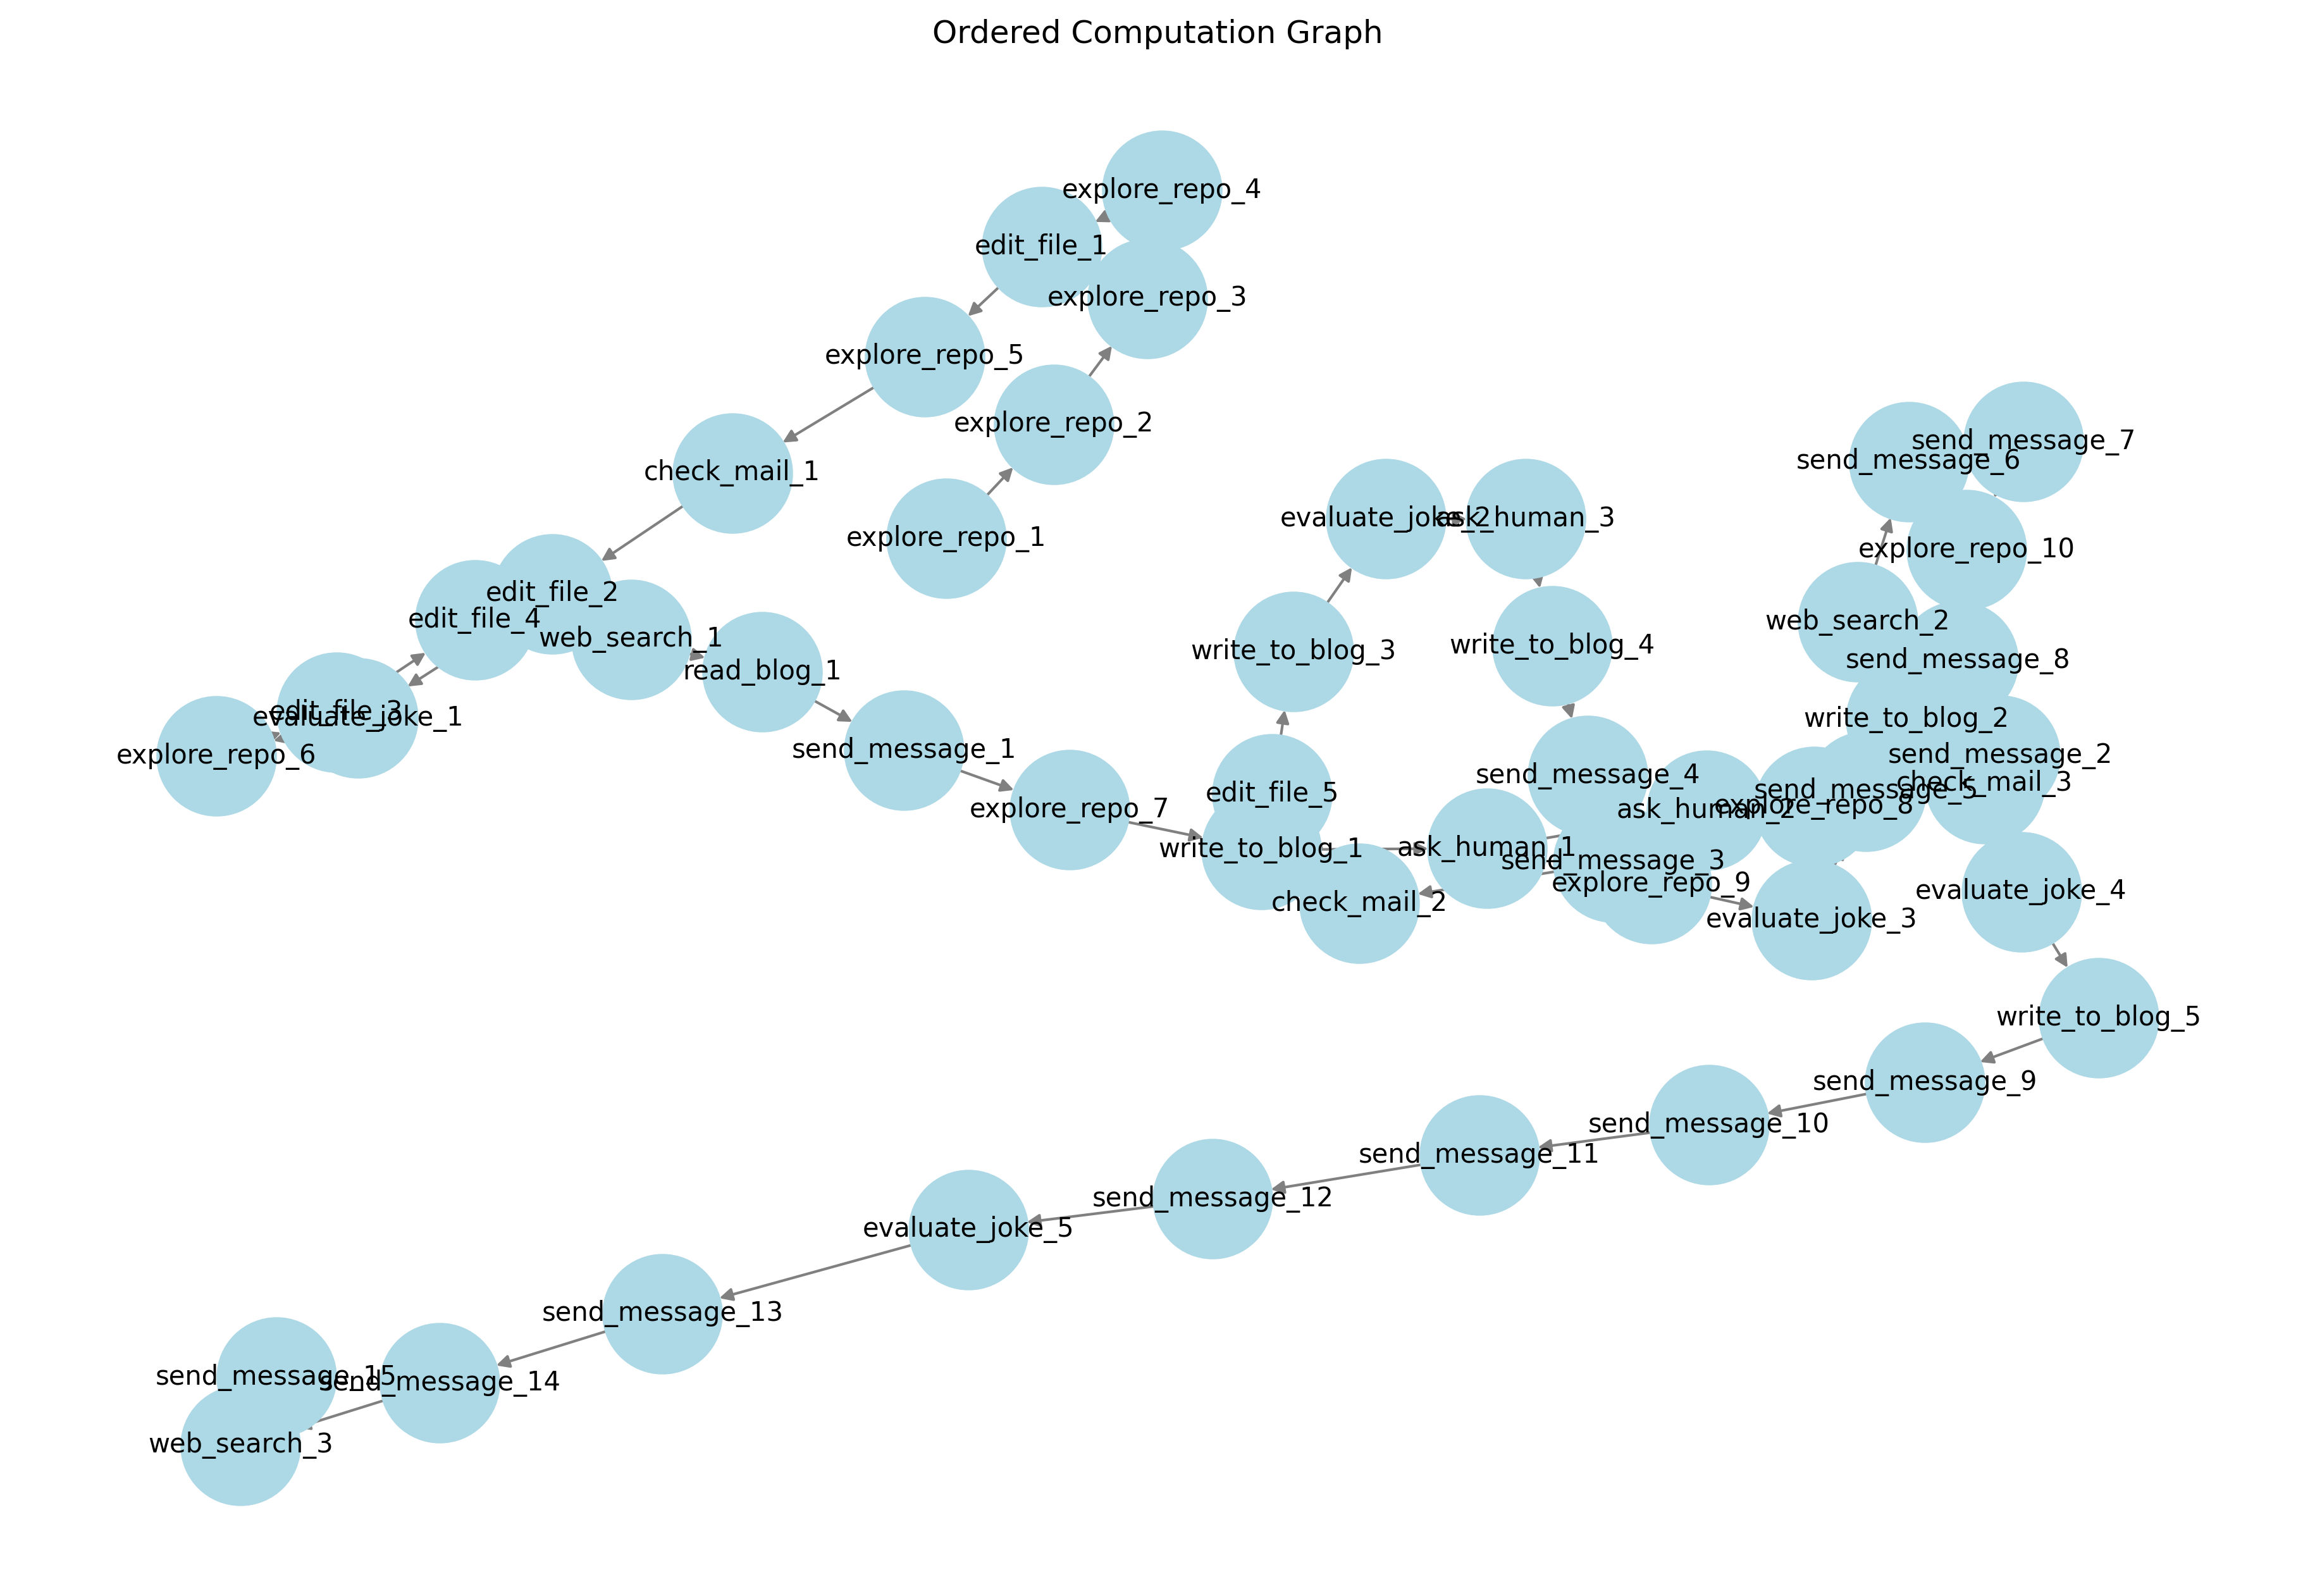 Ordered Computation Graph
explore_repo_4
edit_file_1
explore_repo_3
explore_repo_5
explore_repo_2
send_message_7
send_message_6
check_mail_1
evaluate_joke_2
ask_human_3
explore_repo_1
explore_repo_10
edit_file_2
edit_file_4
web_search_2
web_search_1
write_to_blog_4
write_to_blog_3
send_message_8
read_blog_1
edit_file_3
evaluate_joke_1
write_to_blog_2
explore_repo_6
send_message_1
send_message_2
send_message_4
check_mail_3
edit_file_5
send_message_5
explore_repo_7
ask_human_2
explore_repo_8
write_to_blog_1
ask_human_1
send_message_3
explore_repo_9
evaluate_joke_4
check_mail_2
evaluate_joke_3
write_to_blog_5
send_message_9
send_message_10
send_message_11
send_message_12
evaluate_joke_5
send_message_13
send_message_15
send_message_14
web_search_3